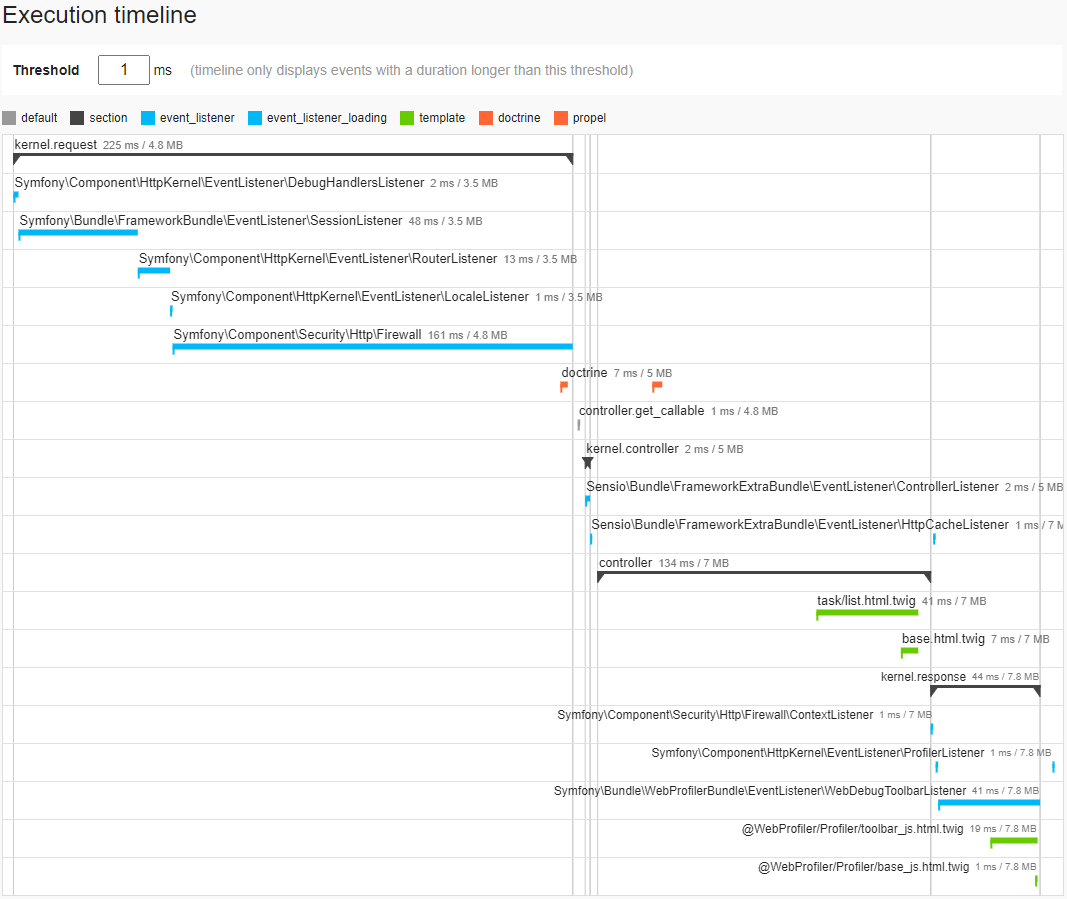 Execution timeline
Threshold 1 ms (timeline only displays events with a duration longer than this threshold)
default section event_listener event_listener_loading template doctrine propel
kernel.request 225 ms / 4.8 MB
Symfony\Component\HttpKernel\EventListener\DebugHandlersListener 2 ms / 3.5 MB
Symfony\Bundle\FrameworkBundle\EventListener\SessionListener 48 ms / 3.5 MB
Symfony\Component\HttpKernel\EventListener\RouterListener 13 ms / 3.5 MB
Symfony\Component\HttpKernel\EventListener\LocaleListener 1 ms / 3.5 MB
Symfony\Component\Security\Http\Firewall 161 ms / 4.8 MB
doctrine 7 ms / 5 MB
controller.get_callable 1 ms / 4.8 MB
kernel.controller 2 ms / 5 MB
Sensio\Bundle\FrameworkExtraBundle\EventListener\ControllerListener 2 ms / 5 MB
Sensio\Bundle\FrameworkExtraBundle\EventListener\HttpCacheListener 1 ms / 7 M
controller 134 ms / 7 MB
task/list.html.twig 41 ms / 7 MB
base.html.twig 7 ms / 7 MB
kernel.response 44 ms / 7.8 MB
Symfony\Component\Security\Http\Firewall\ContextListener 1 ms / 7 MB
Symfony\Component\HttpKernel\EventListener\ProfilerListener 1 ms / 7.8 MB
Symfony\Bundle\WebProfilerBundle\EventListener\WebDebugToolbarListener 41 ms / 7.8 MB
@WebProfiler/Profiler/toolbar_js.html.twig 19 ms / 7.8 MB
@WebProfiler/Profiler/base_js.html.twig 1 ms / 7.8 MB